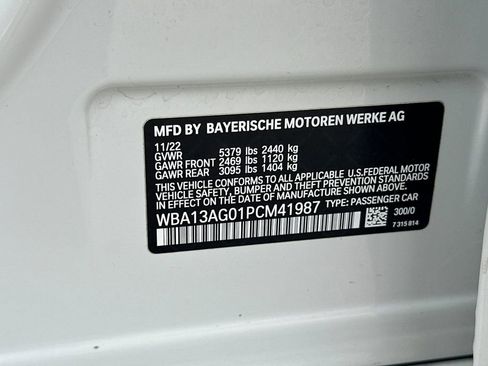 MFD BY BAYERISCHE MOTOREN WERKE AG
11/22
GVWR 5379 lbs 2440 kg
GAWR FRONT 2469 lbs 1120 kg
GAWR REAR 3095 lbs 1404 kg
THIS VEHICLE CONFORMS TO ALL APPLICABLE U.S. FEDERAL MOTOR
VEHICLE SAFETY, BUMPER AND THEFT PREVENTION STANDARDS
IN EFFECT ON THE DATE OF MANUFACTURE SHOWN ABOVE.
WBA13AG01PCM41987 TYPE: PASSENGER CAR
300/0
7 315 814